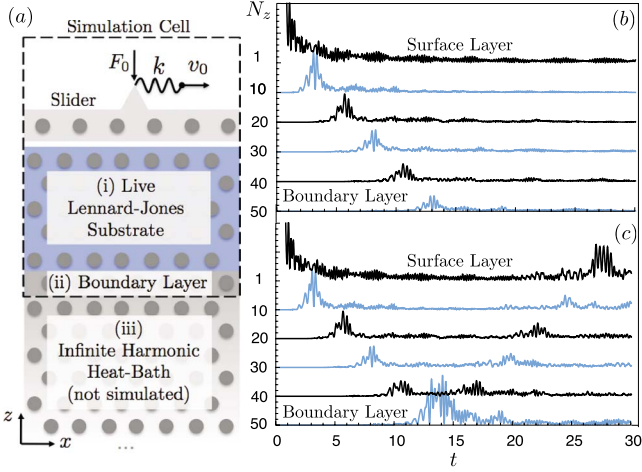 (a)
Simulation Cell
F₀ k v₀
Slider
(i) Live
Lennard-Jones
Substrate
(ii) Boundary Layer
(iii)
Infinite Harmonic
Heat-Bath
(not simulated)
z
x
...
N_z
(b)
Surface Layer
1
10
20
30
40
Boundary Layer
50
(c)
Surface Layer
1
10
20
30
40
Boundary Layer
50
0 5 10 15 20 25 30
t